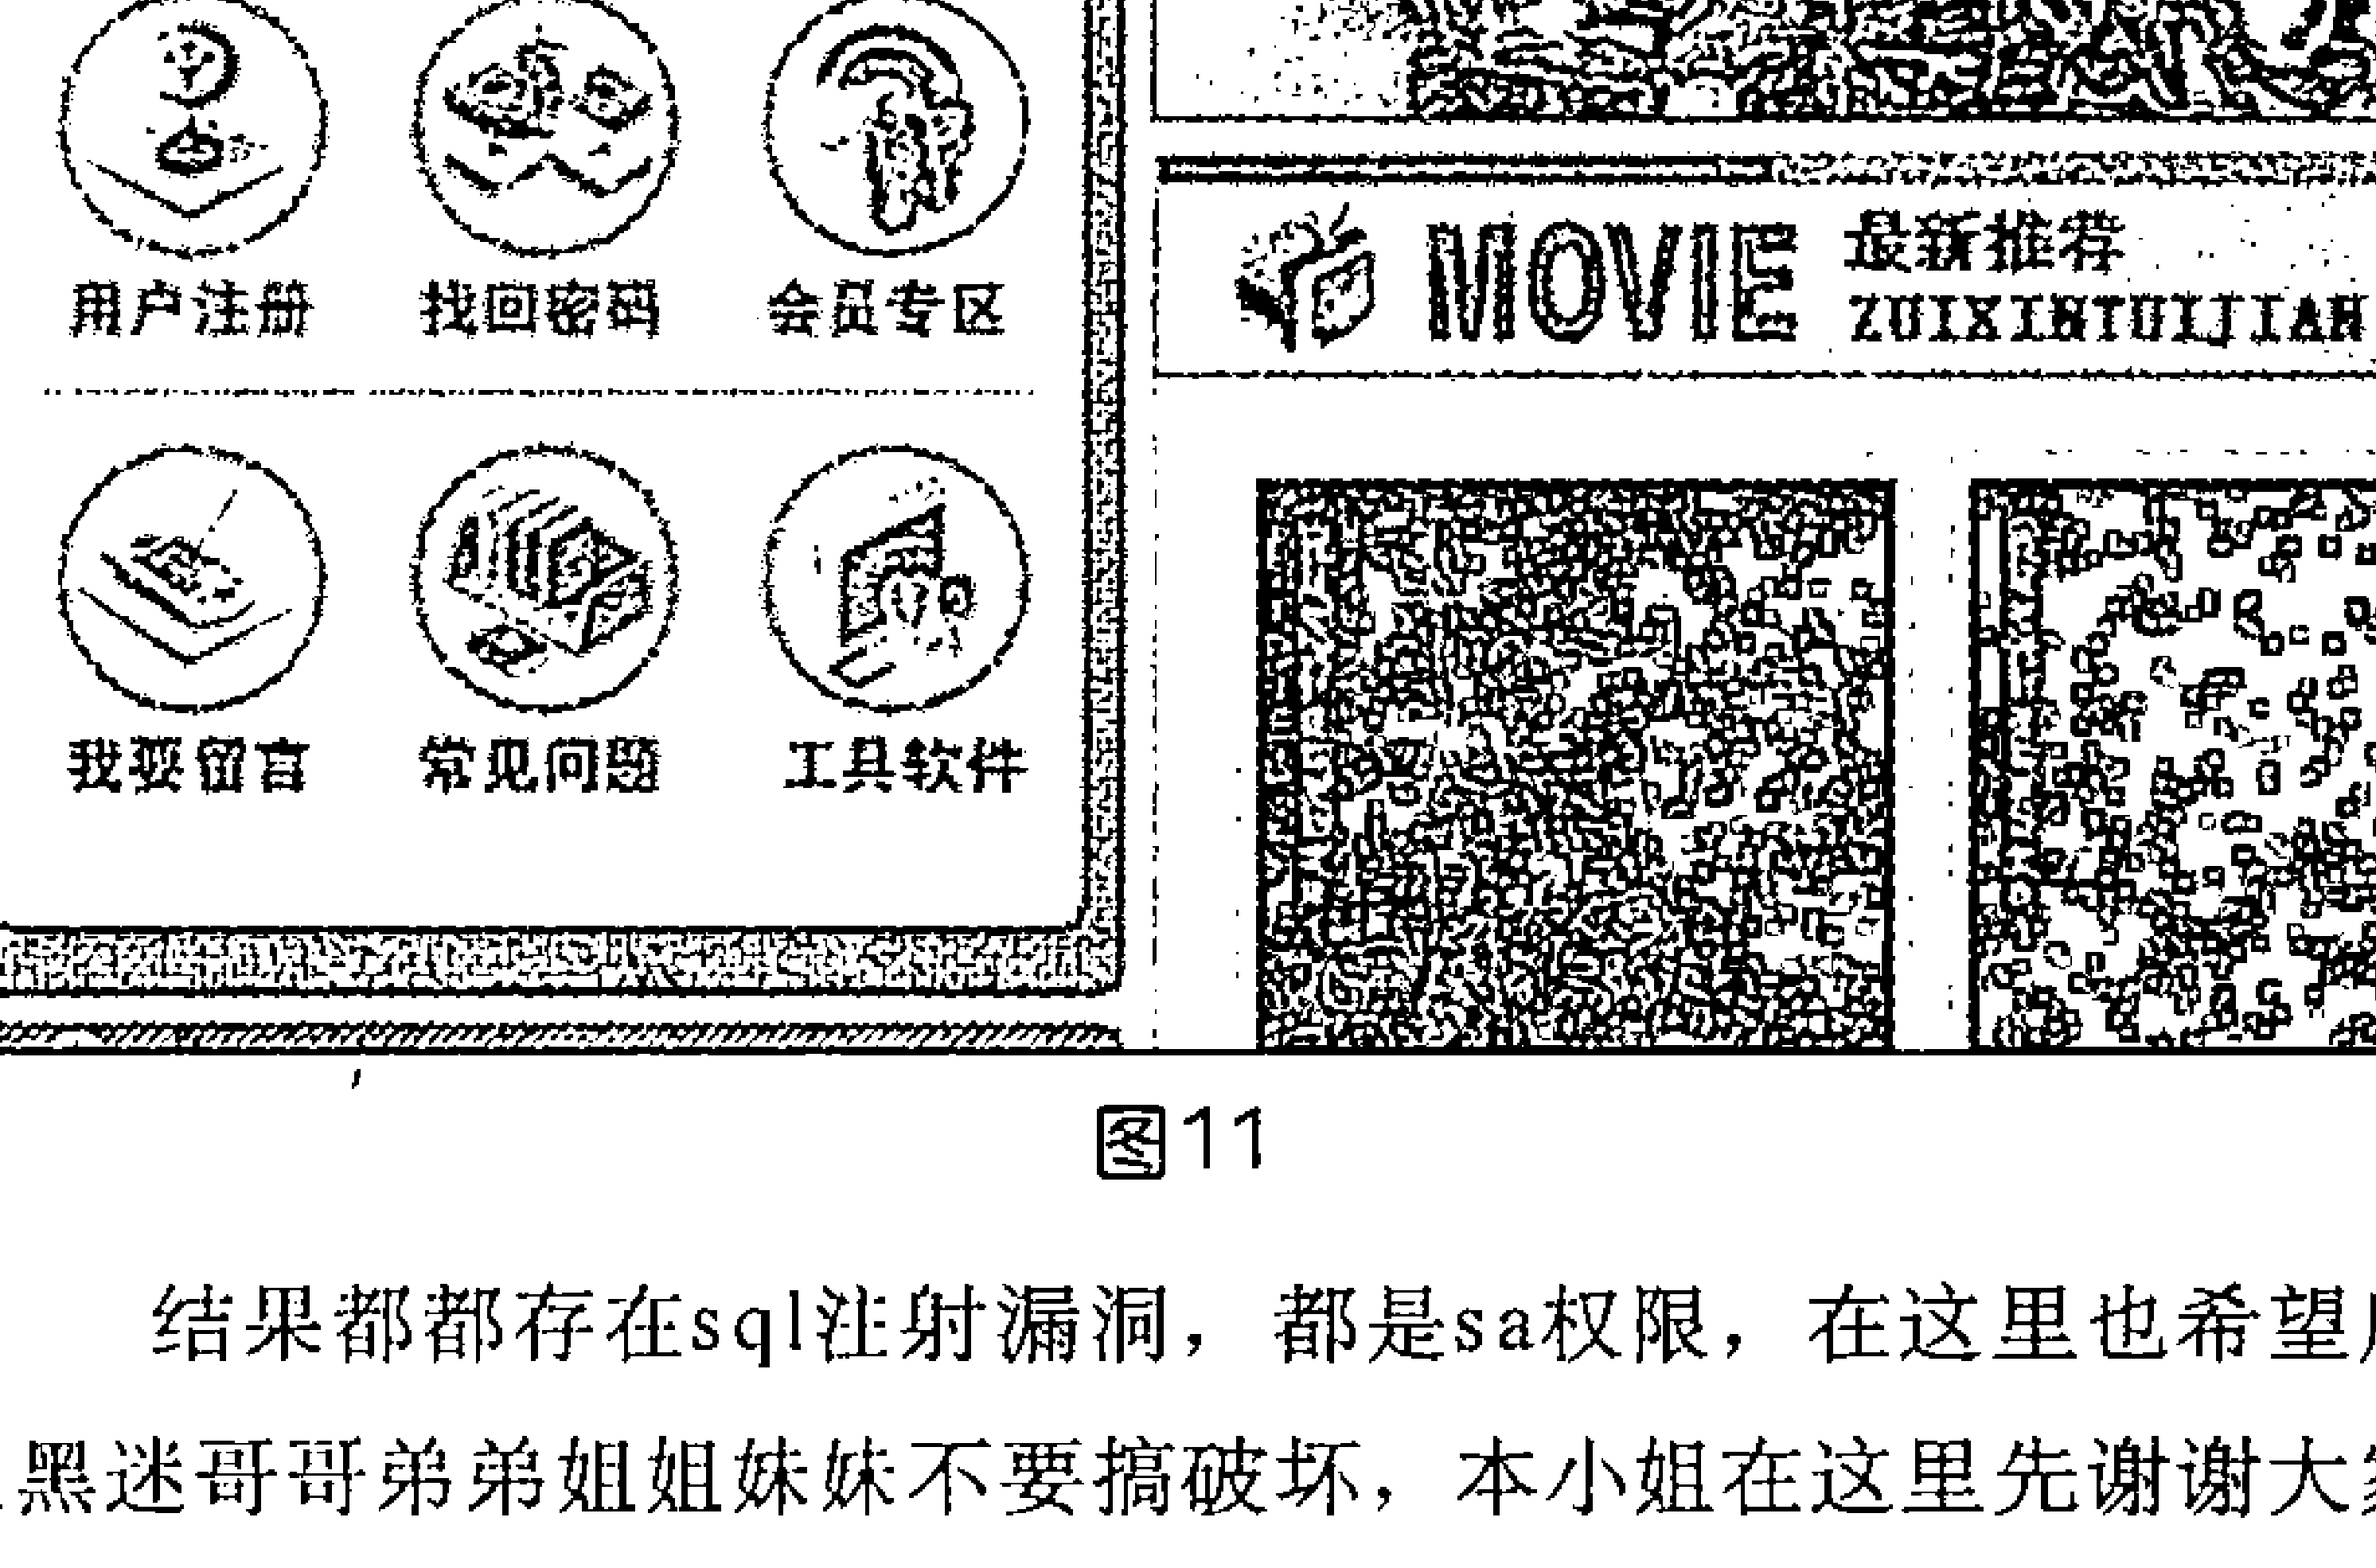 用户注册 找回密码 会员专区
MOVIE 最新推荐
ZUIXINTUIJIAN
我要留言 常见问题 工具软件
图11
结果都都存在sql注射漏洞，都是sa权限，在这里也希望
黑迷哥哥弟弟姐姐妹妹不要搞破坏，本小姐在这里先谢谢大